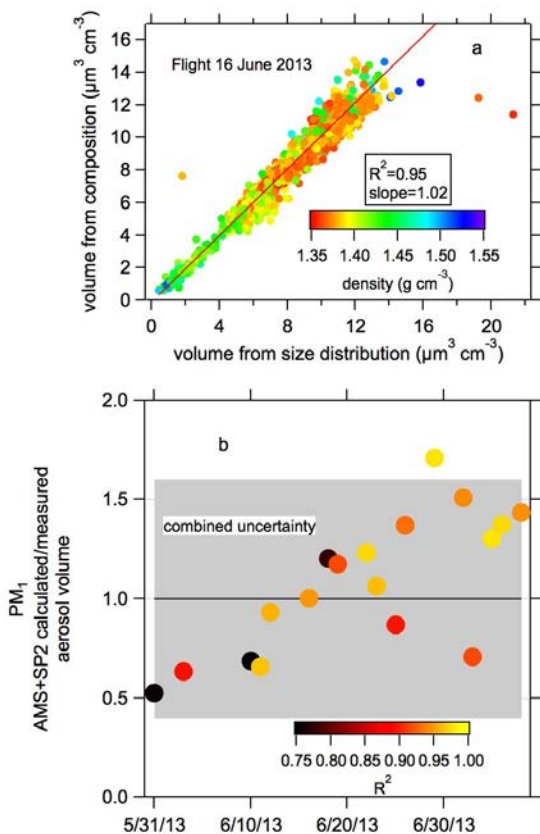 16
14
12
10
8
6
4
2
0
volume from composition (µm³ cm⁻³)
Flight 16 June 2013
a
R²=0.95
slope=1.02
1.35 1.40 1.45 1.50 1.55
density (g cm⁻³)
0 4 8 12 16 20
volume from size distribution (µm³ cm⁻³)
2.0
1.5
1.0
0.5
0.0
PM₁
AMS+SP2 calculated/measured
aerosol volume
b
combined uncertainty
0.75 0.80 0.85 0.90 0.95 1.00
R²
5/31/13 6/10/13 6/20/13 6/30/13